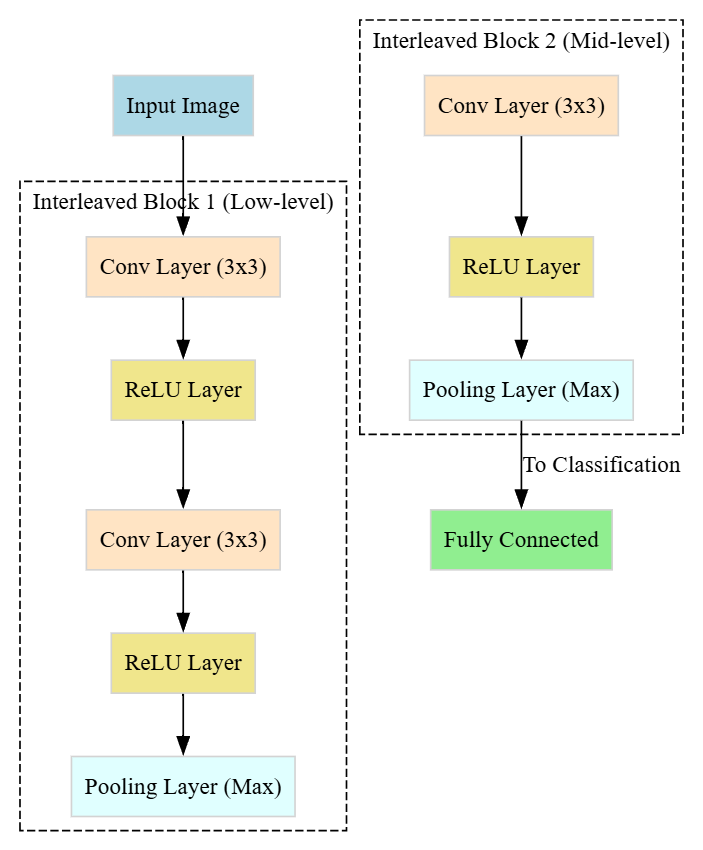 Input Image
Interleaved Block 1 (Low-level)
Conv Layer (3x3)
ReLU Layer
Conv Layer (3x3)
ReLU Layer
Pooling Layer (Max)
Interleaved Block 2 (Mid-level)
Conv Layer (3x3)
ReLU Layer
Pooling Layer (Max)
To Classification
Fully Connected